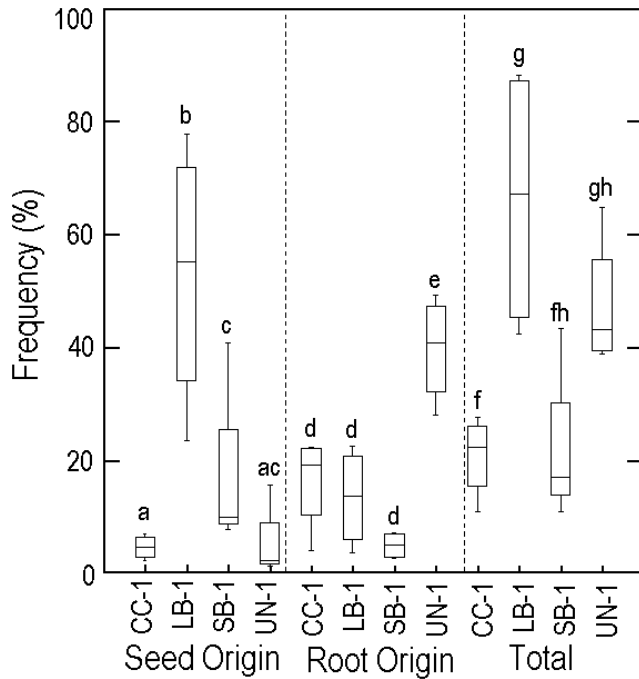 Frequency (%)
100
80
60
40
20
0
a
b
c
ac
d
d
d
e
f
g
fh
gh
CC-1
LB-1
SB-1
UN-1
CC-1
LB-1
SB-1
UN-1
CC-1
LB-1
SB-1
UN-1
Seed Origin
Root Origin
Total